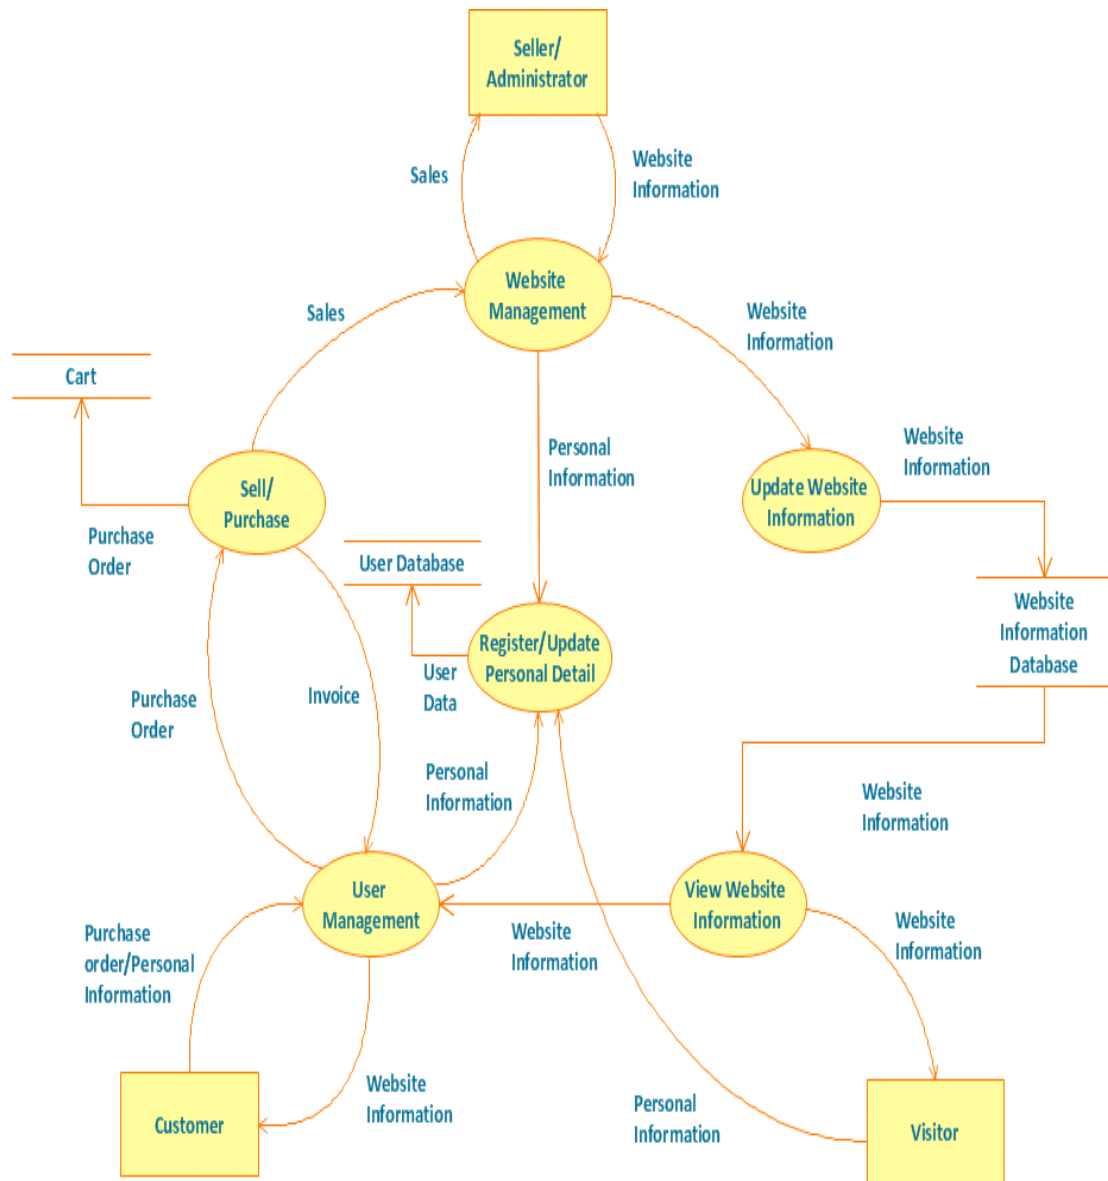 Seller/
Administrator
Sales
Website
Information
Website
Management
Sales
Website
Information
Cart
Personal
Information
Website
Information
Sell/
Purchase
Update Website
Information
Purchase
Order
User Database
Website
Information
Database
Register/Update
Personal Detail
User
Data
Purchase
Order
Invoice
Personal
Information
Website
Information
User
Management
View Website
Information
Purchase
order/Personal
Information
Website
Information
Website
Information
Website
Information
Personal
Information
Customer
Visitor